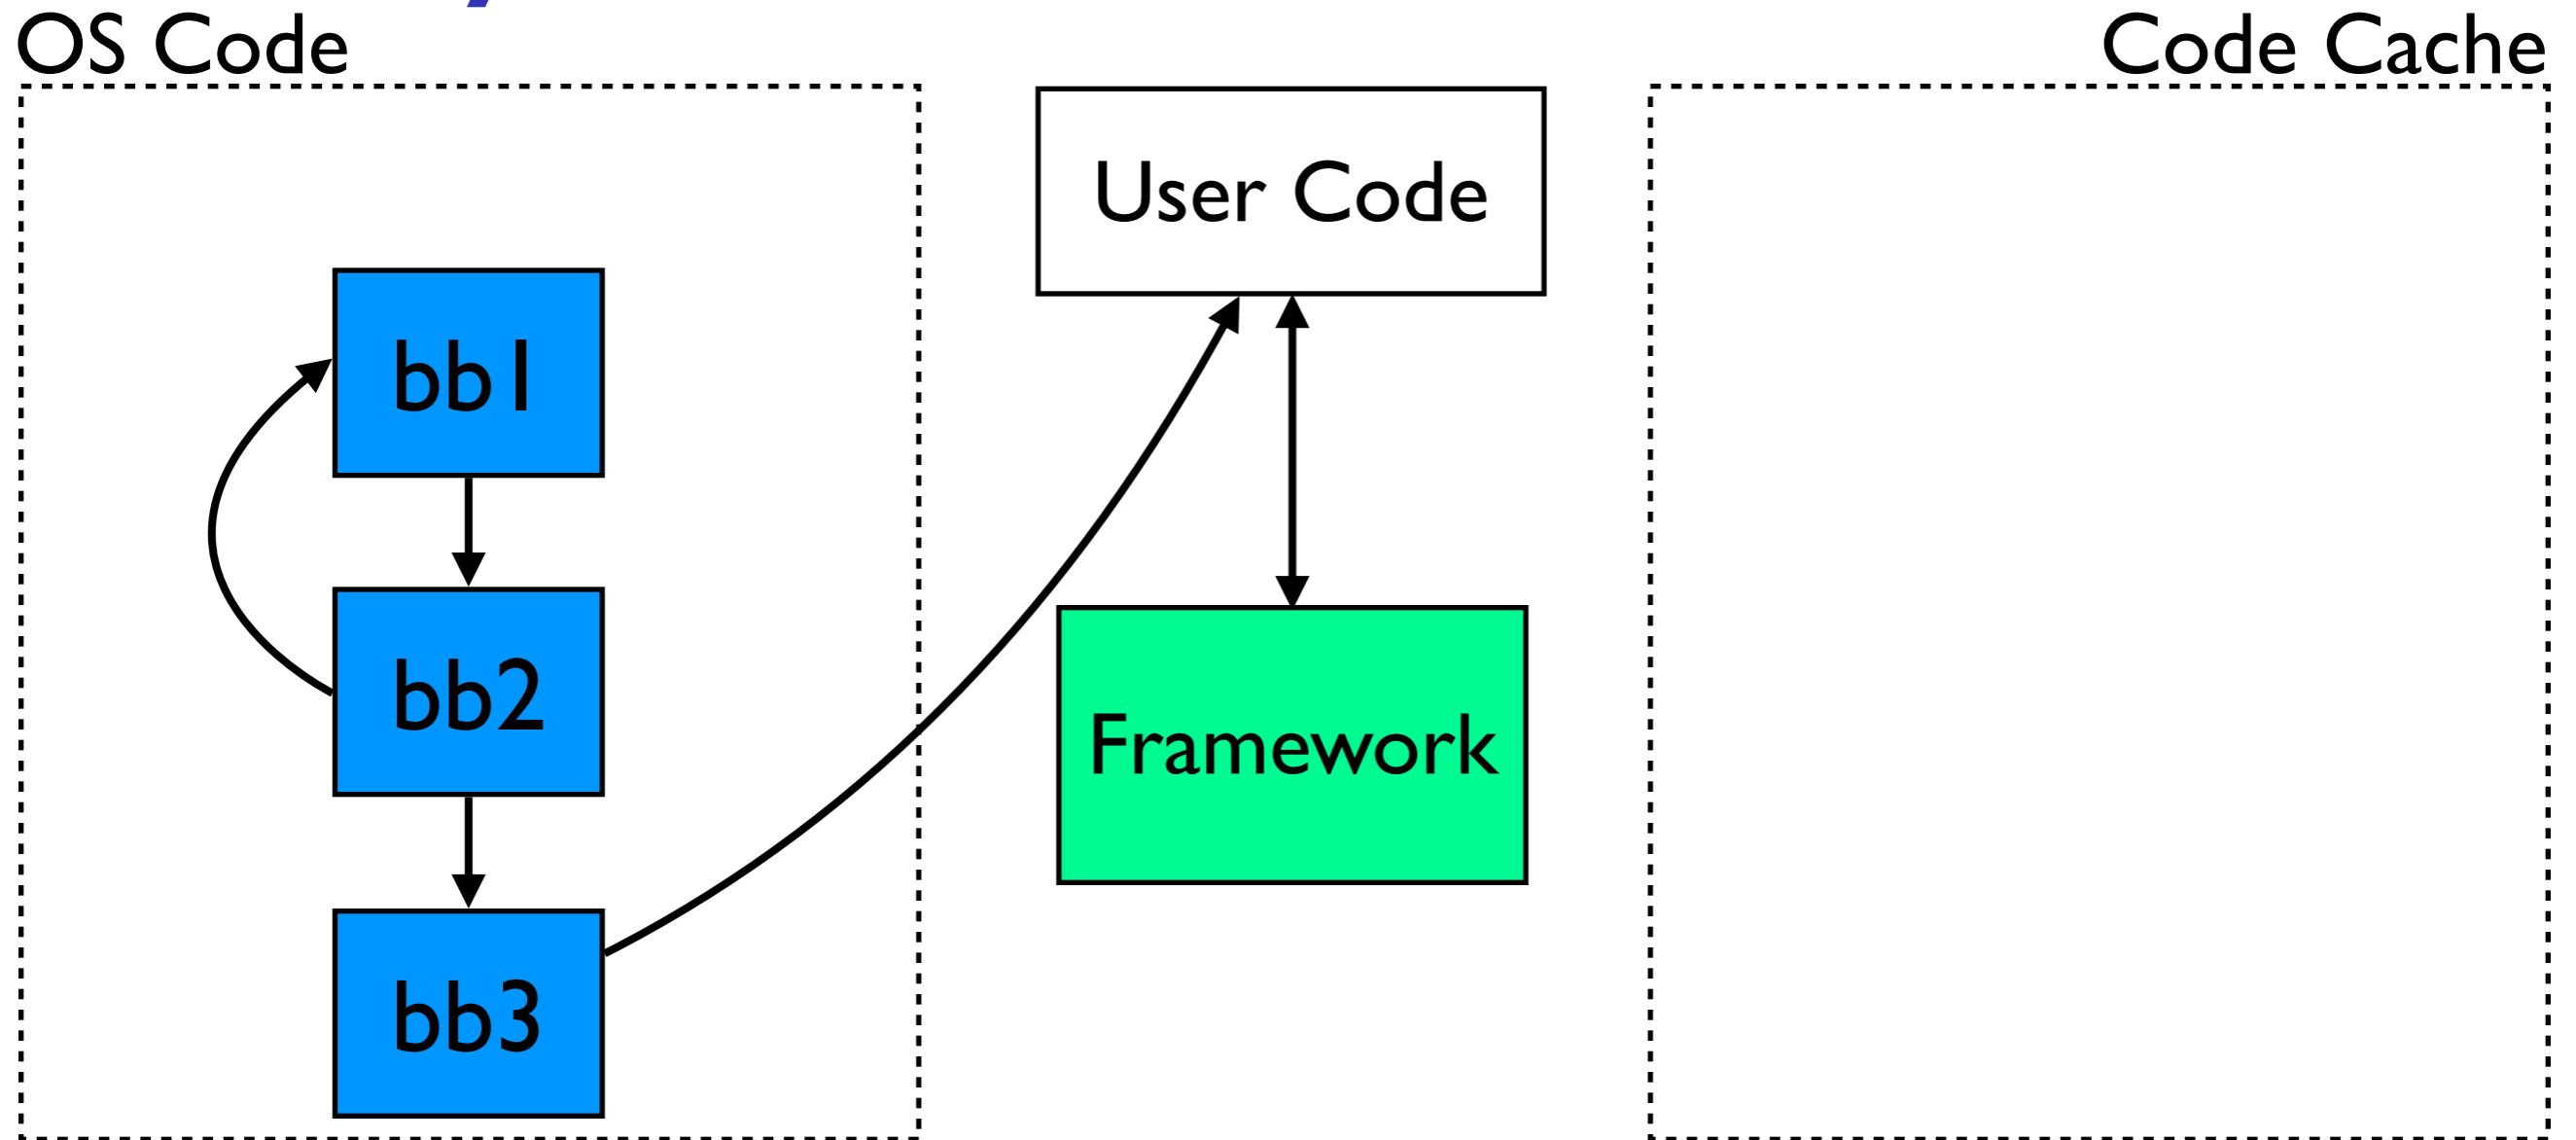 OS Code
Code Cache
User Code
bb1
bb2
Framework
bb3